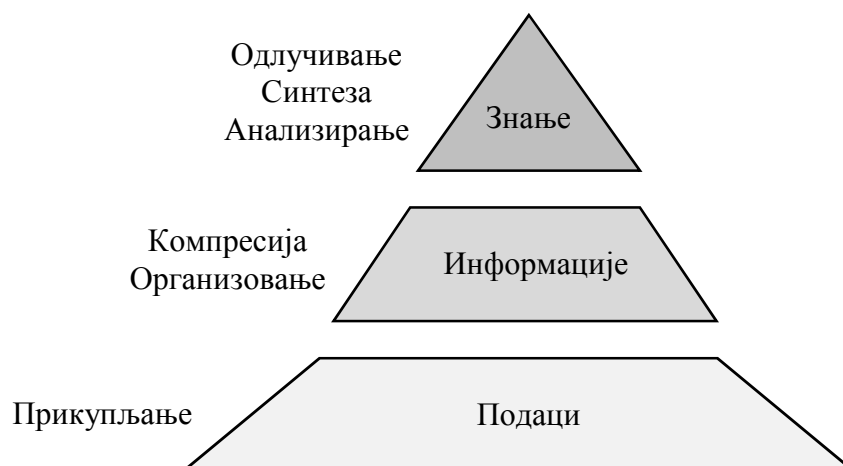 Одлучивање
Синтеза
Анализирање
Знање
Компресија
Организовање
Информације
Прикупљање
Подаци